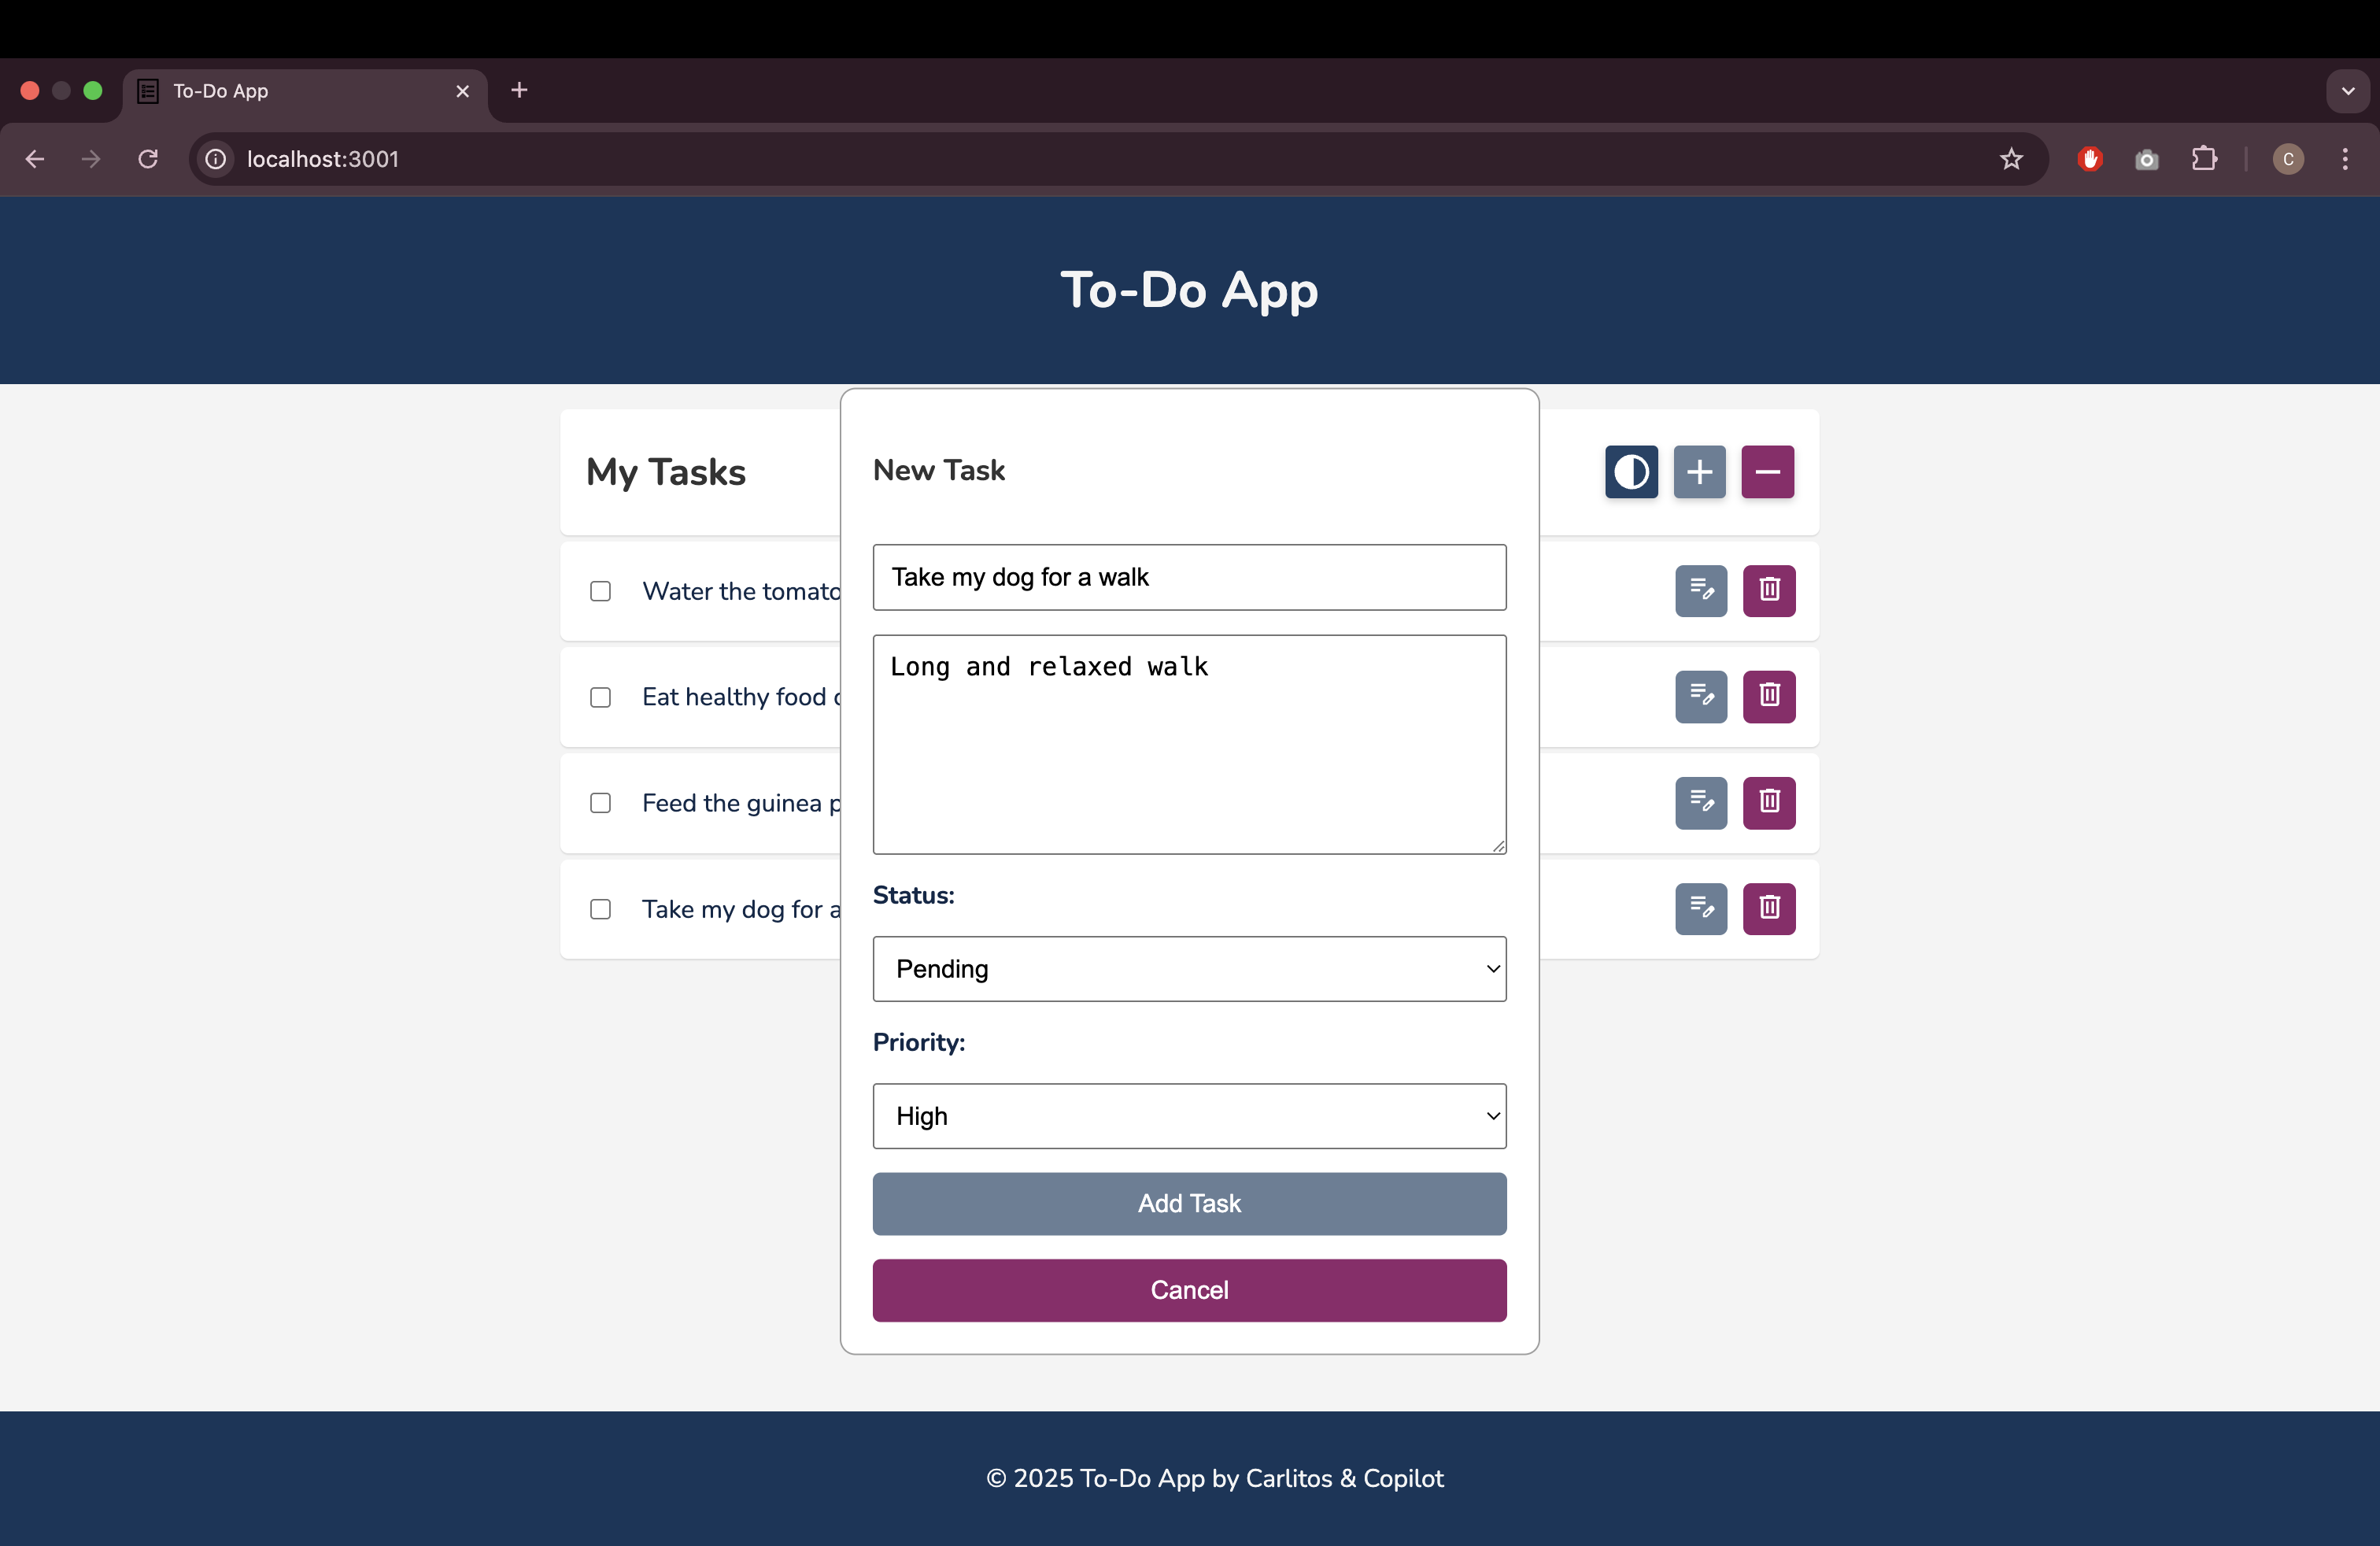 To-Do App
localhost:3001
C
To-Do App
My Tasks
New Task
Take my dog for a walk
Water the
Long and relaxed walk
Eat healthy food
Feed the guinea
Status:
Take my dog for a
Pending
Priority:
High
Add Task
Cancel
© 2025 To-Do App by Carlitos & Copilot